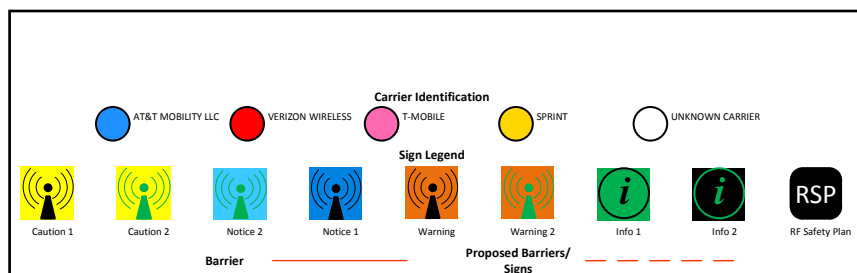 Carrier Identification
AT&T MOBILITY LLC VERIZON WIRELESS T-MOBILE SPRINT UNKNOWN CARRIER
Sign Legend
i i RSP
Caution 1 Caution 2 Notice 2 Notice 1 Warning Warning 2 Info 1 Info 2 RF Safety Plan
Barrier Proposed Barriers/
Signs